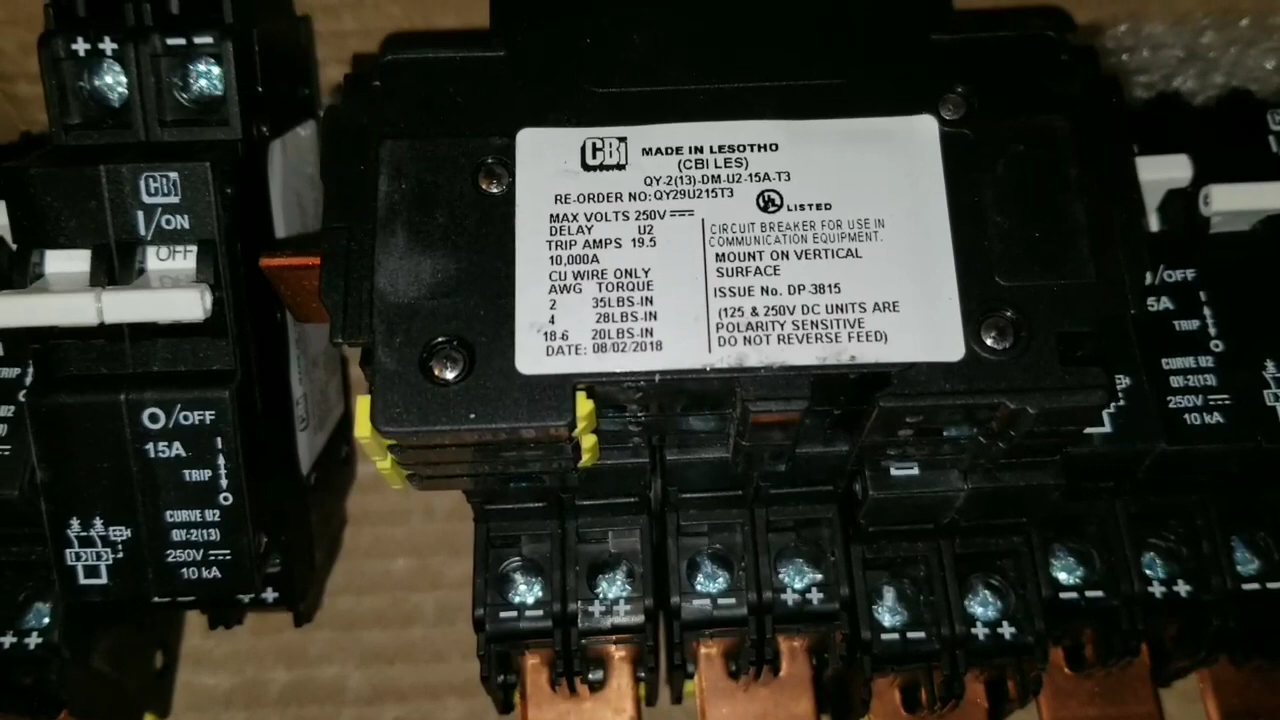 ++ --
CBI
I/ON
OFF
O/OFF
15A
TRIP
CURVE U2
QY-2(13)
250V
10 kA
++
++
TRIP
U2
CBI MADE IN LESOTHO
(CBI LES)
QY-2(13)-DM-U2-15A-T3
RE-ORDER NO: QY29U215T3
UL LISTED
MAX VOLTS 250V
DELAY U2
TRIP AMPS 19.5
10,000A
CU WIRE ONLY
AWG TORQUE
2 35LBS-IN
4 28LBS-IN
18-6 20LBS-IN
DATE: 08/02/2018
CIRCUIT BREAKER FOR USE IN
COMMUNICATION EQUIPMENT.
MOUNT ON VERTICAL
SURFACE
ISSUE No. DP-3815
(125 & 250V DC UNITS ARE
POLARITY SENSITIVE
DO NOT REVERSE FEED)
/OFF
5A
TRIP
CURVE U2
QY-2(13)
250V
10 kA
-- ++ -- ++ -- ++ -- ++ --